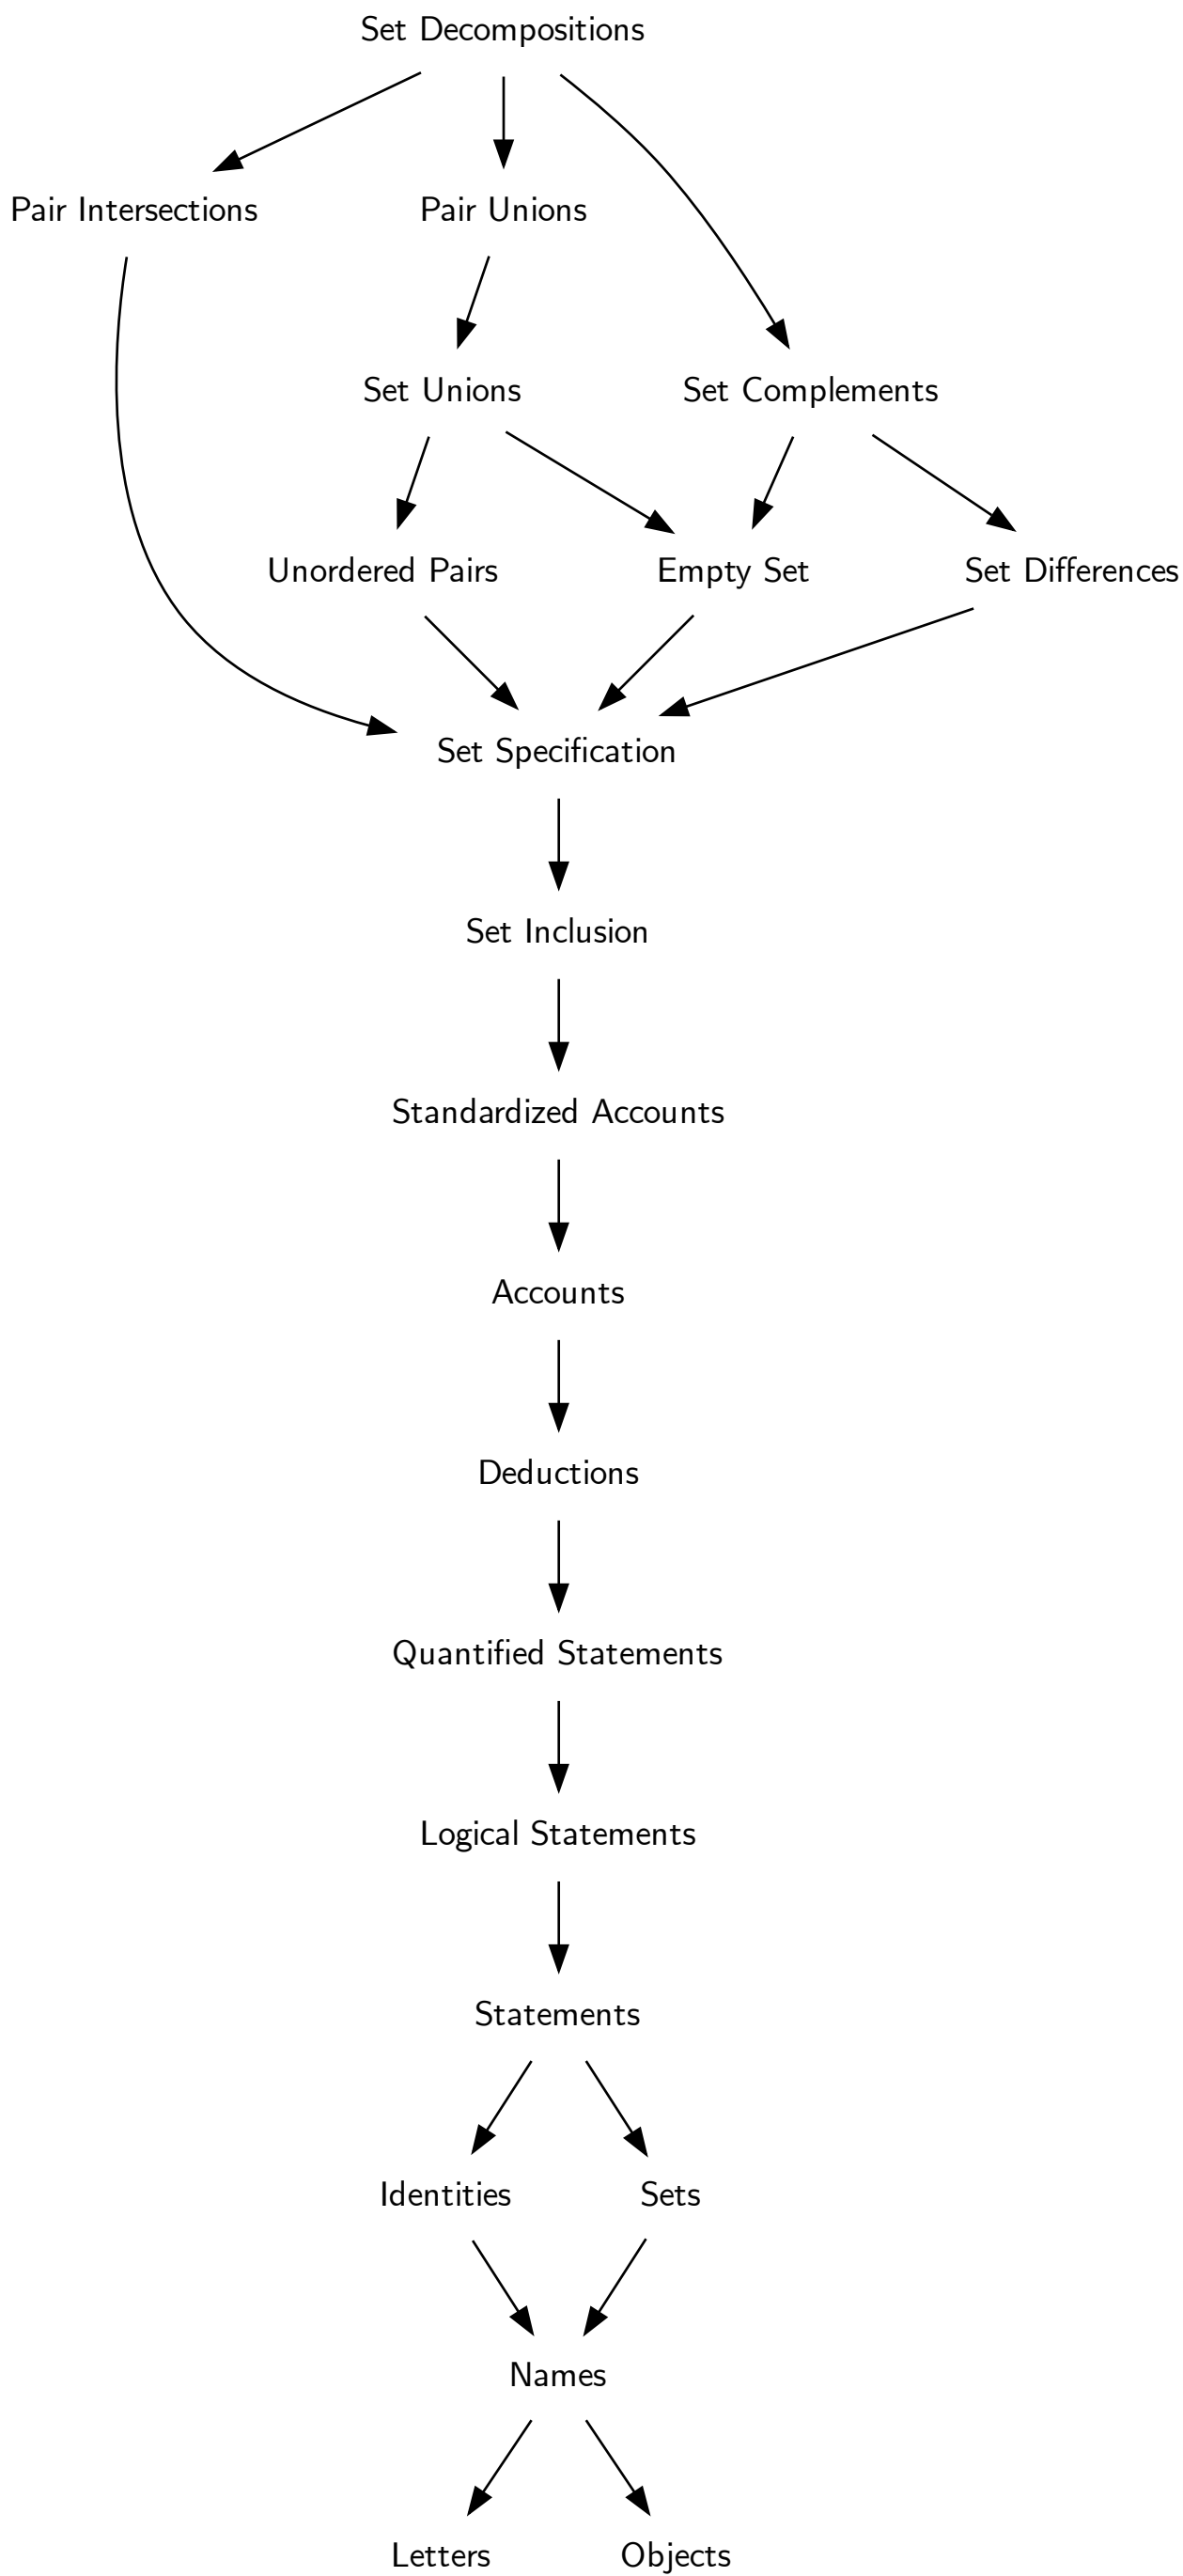 Set Decompositions
Pair Intersections
Pair Unions
Set Unions
Set Complements
Unordered Pairs
Empty Set
Set Differences
Set Specification
Set Inclusion
Standardized Accounts
Accounts
Deductions
Quantified Statements
Logical Statements
Statements
Identities
Sets
Names
Letters
Objects